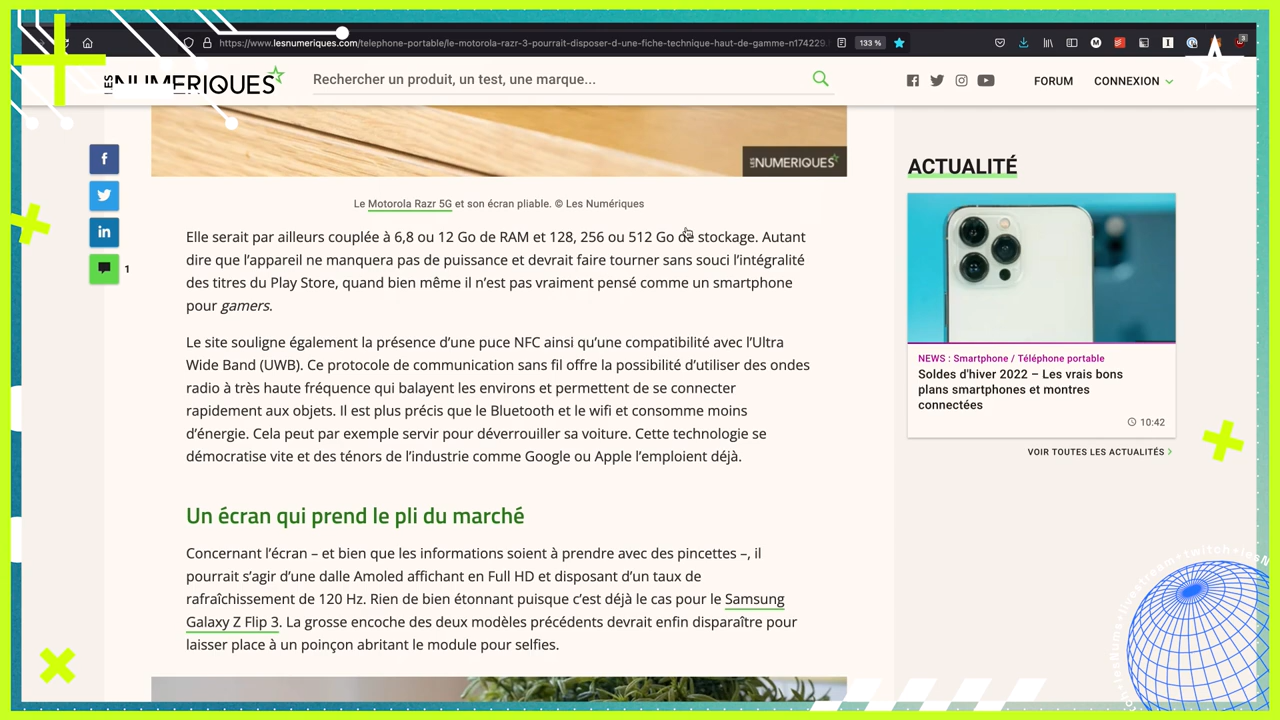 https://www.lesnumeriques.com/telephone-portable/le-motorola-razr-3-pourrait-disposer-d-une-fiche-technique-haut-de-gamme-n174229.
133 %
3
LES NUMERIQUES
Rechercher un produit, un test, une marque...
FORUM
CONNEXION
LES NUMERIQUES
Le Motorola Razr 5G et son écran pliable. © Les Numériques
1
Elle serait par ailleurs couplée à 6,8 ou 12 Go de RAM et 128, 256 ou 512 Go de stockage. Autant
dire que l’appareil ne manquera pas de puissance et devrait faire tourner sans souci l’intégralité
des titres du Play Store, quand bien même il n’est pas vraiment pensé comme un smartphone
pour gamers.
Le site souligne également la présence d’une puce NFC ainsi qu’une compatibilité avec l’Ultra
Wide Band (UWB). Ce protocole de communication sans fil offre la possibilité d’utiliser des ondes
radio à très haute fréquence qui balayent les environs et permettent de se connecter
rapidement aux objets. Il est plus précis que le Bluetooth et le wifi et consomme moins
d’énergie. Cela peut par exemple servir pour déverrouiller sa voiture. Cette technologie se
démocratise vite et des ténors de l’industrie comme Google ou Apple l’emploient déjà.
Un écran qui prend le pli du marché
Concernant l’écran – et bien que les informations soient à prendre avec des pincettes –, il
pourrait s’agir d’une dalle Amoled affichant en Full HD et disposant d’un taux de
rafraîchissement de 120 Hz. Rien de bien étonnant puisque c’est déjà le cas pour le Samsung
Galaxy Z Flip 3. La grosse encoche des deux modèles précédents devrait enfin disparaître pour
laisser place à un poinçon abritant le module pour selfies.
ACTUALITÉ
NEWS : Smartphone / Téléphone portable
Soldes d'hiver 2022 – Les vrais bons
plans smartphones et montres
connectées
10:42
VOIR TOUTES LES ACTUALITÉS